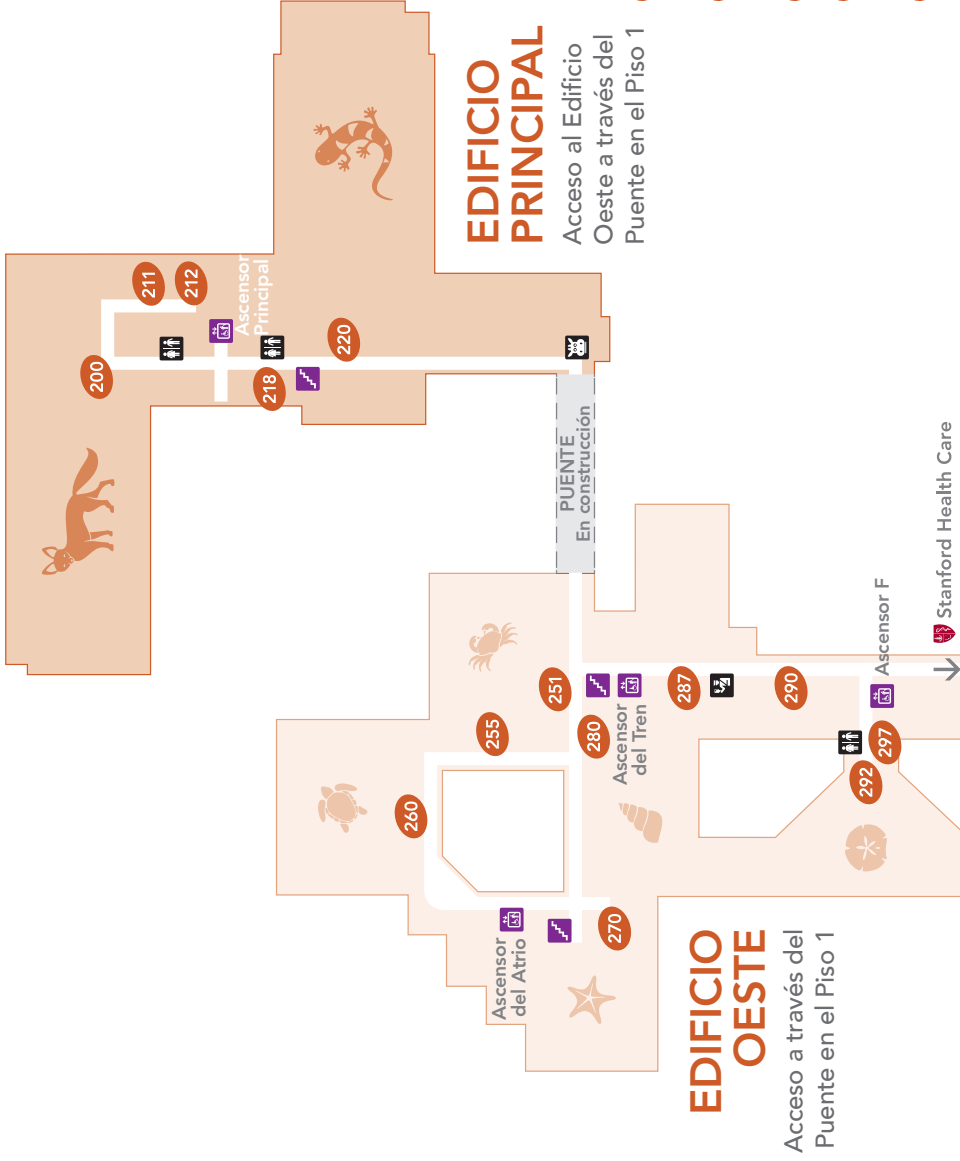 EDIFICIO
PRINCIPAL
Acceso al Edificio
Oeste a través del
Puente en el Piso 1
200
211
212
Ascensor
Principal
218
220
PUENTE
En construcción
251
255
260
270
280
Ascensor
del Tren
287
290
292
297
Ascensor F
Stanford Health Care
Ascensor
del Atrio
EDIFICIO
OESTE
Acceso a través del
Puente en el Piso 1